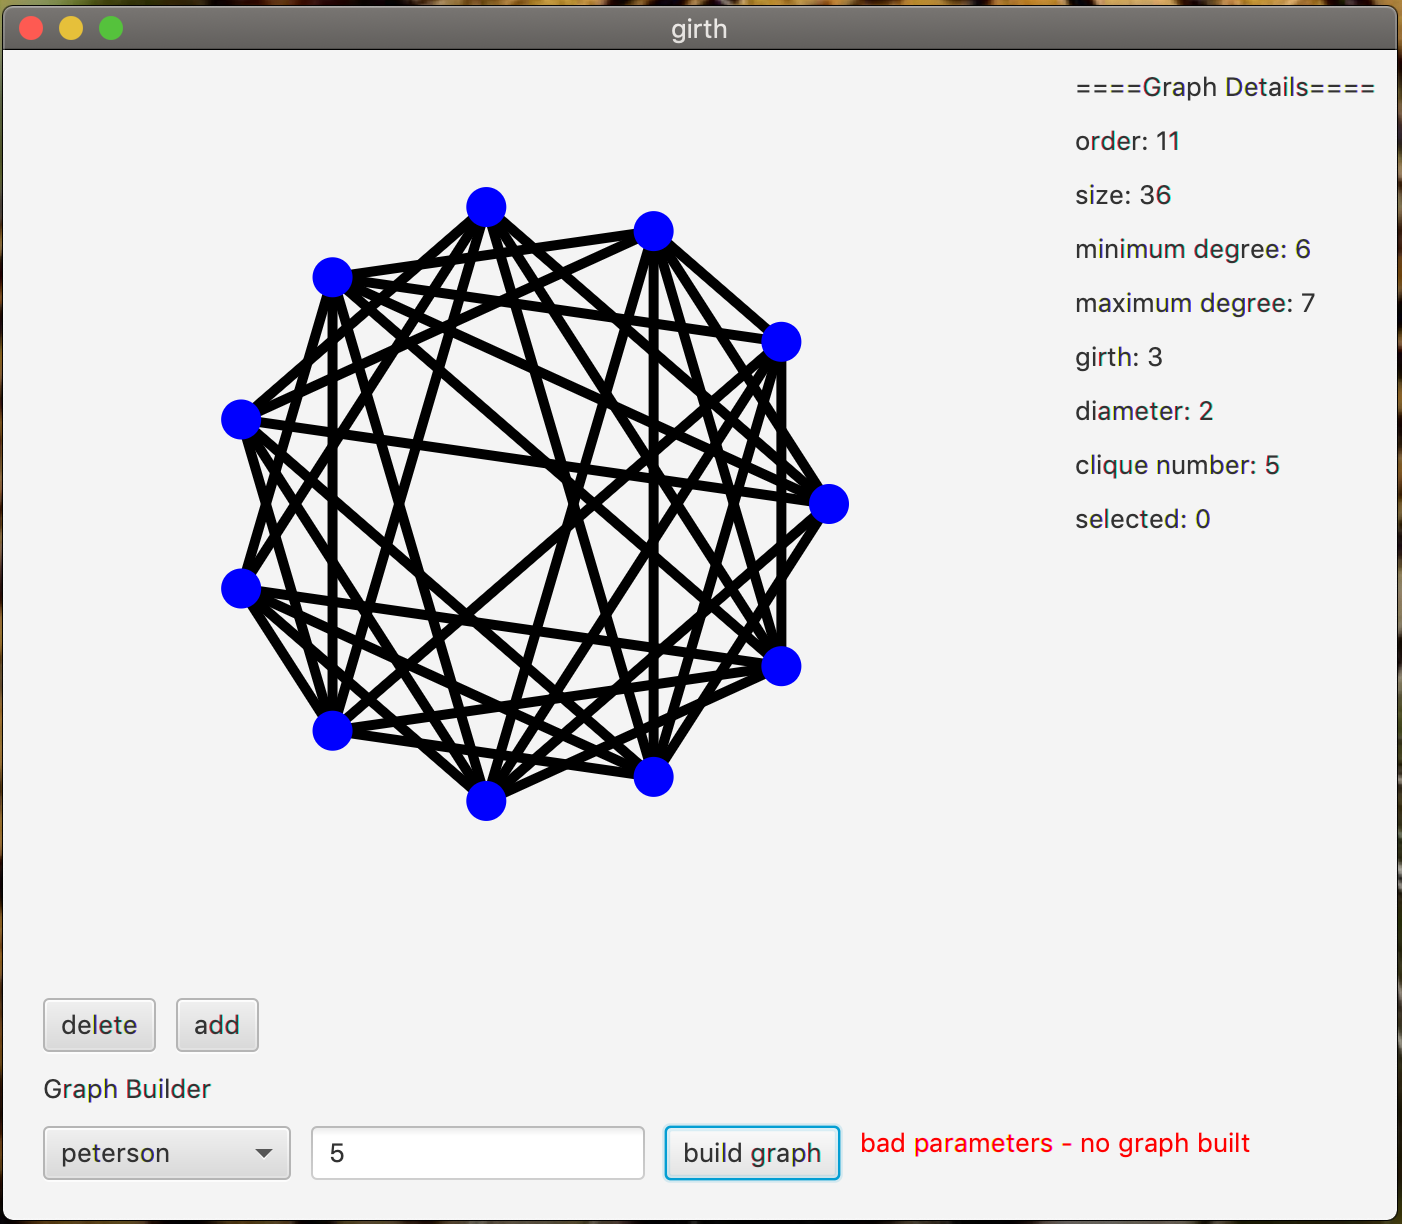 girth
====Graph Details====
order: 11
size: 36
minimum degree: 6
maximum degree: 7
girth: 3
diameter: 2
clique number: 5
selected: 0
delete add
Graph Builder
peterson 5 build graph bad parameters - no graph built